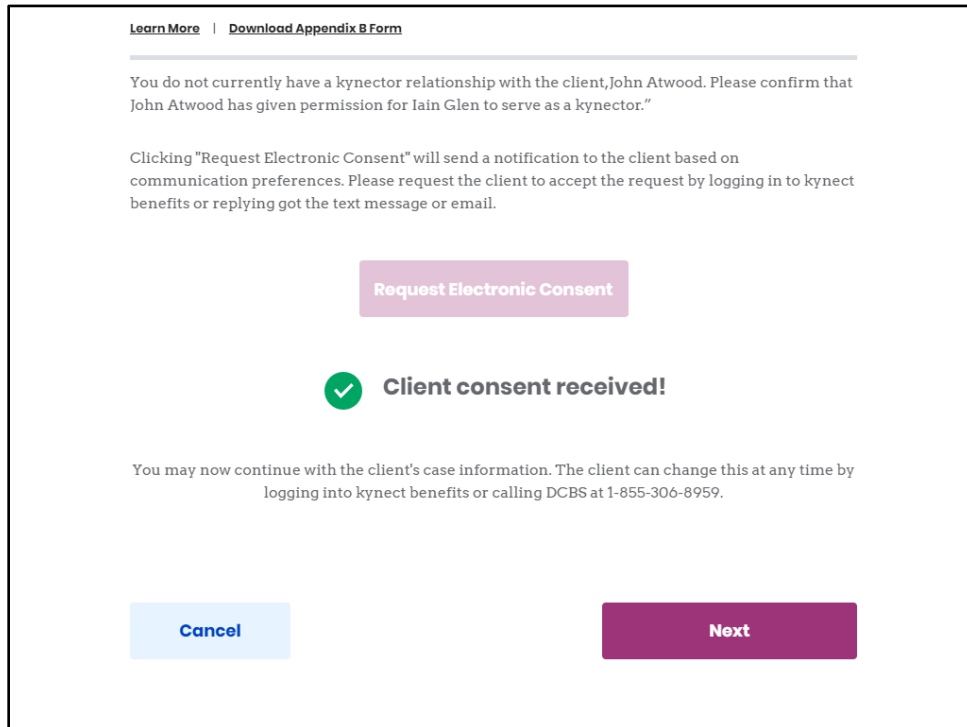 Learn More | Download Appendix B Form
You do not currently have a kynector relationship with the client,John Atwood. Please confirm that
John Atwood has given permission for Iain Glen to serve as a kynector.”
Clicking "Request Electronic Consent" will send a notification to the client based on
communication preferences. Please request the client to accept the request by logging in to kynect
benefits or replying got the text message or email.
Request Electronic Consent
Client consent received!
You may now continue with the client's case information. The client can change this at any time by
logging into kynect benefits or calling DCBS at 1-855-306-8959.
Cancel
Next